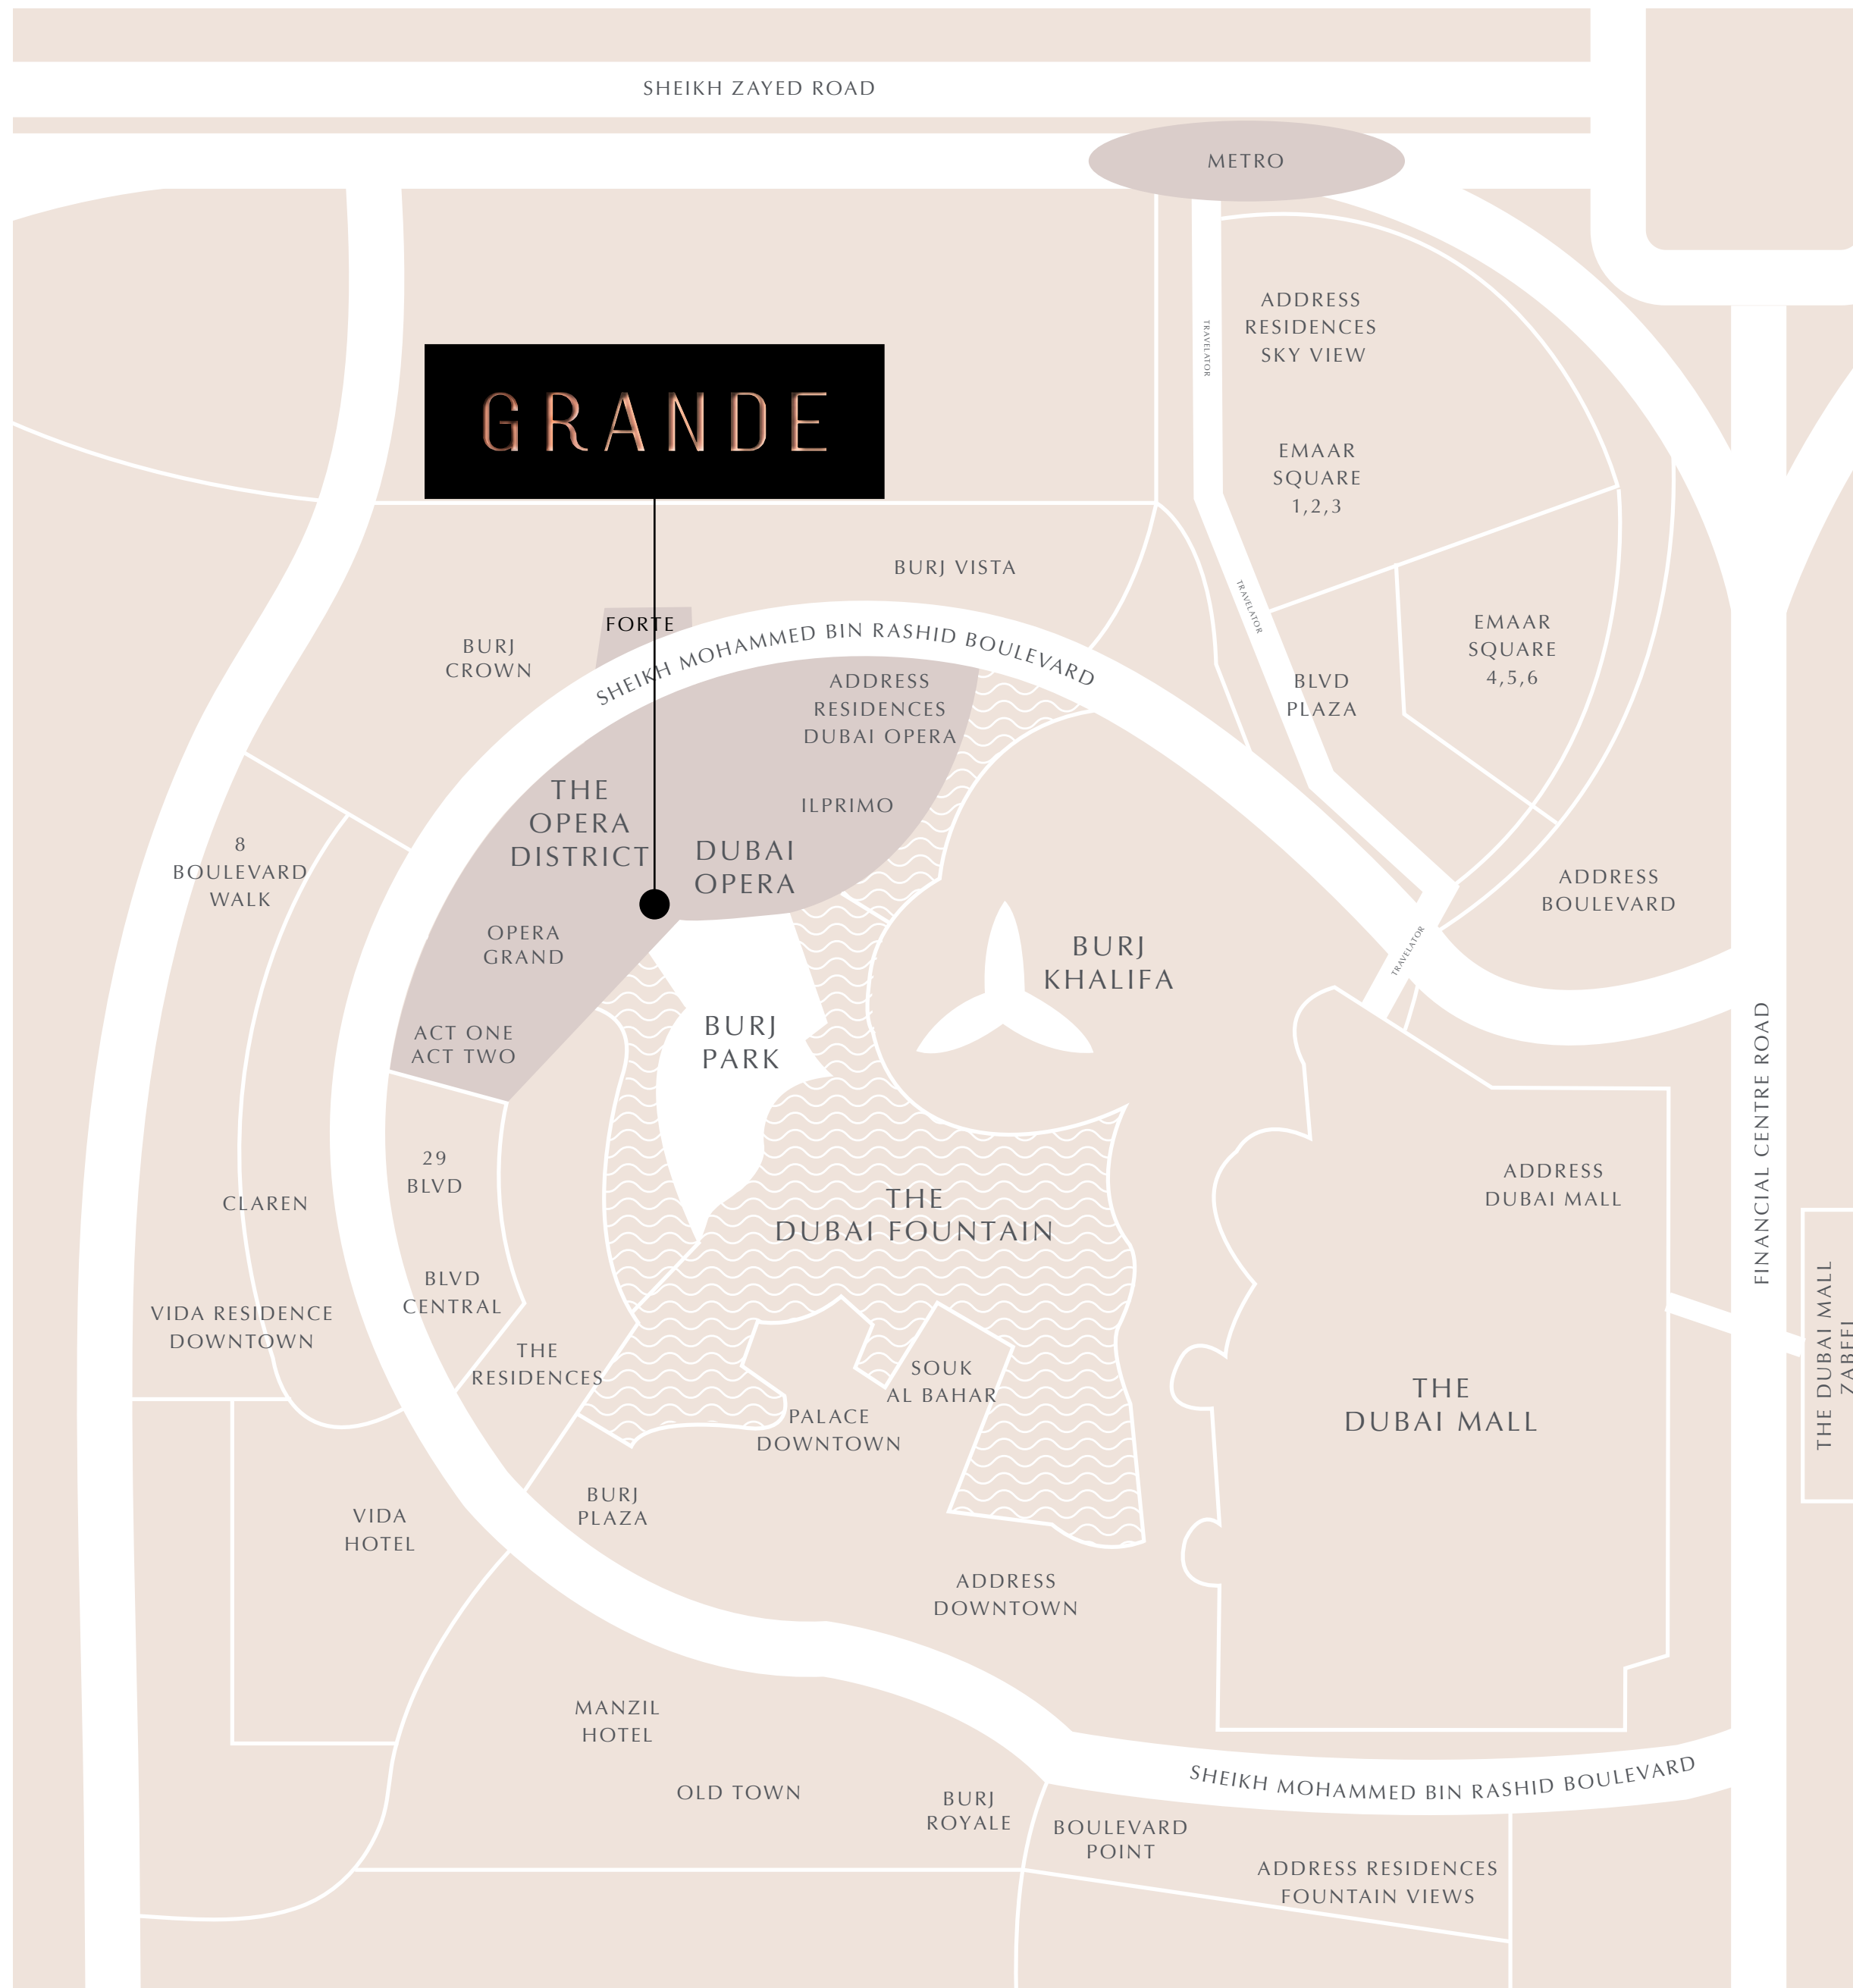 SHEIKH ZAYED ROAD
METRO
TRAVELATOR
ADDRESS
RESIDENCES
SKY VIEW
GRANDE
EMAAR
SQUARE
1,2,3
BURJ VISTA
TRAVELATOR
FORTE
BURJ
CROWN
SHEIKH MOHAMMED BIN RASHID BOULEVARD
EMAAR
SQUARE
4,5,6
BLVD
PLAZA
ADDRESS
RESIDENCES
DUBAI OPERA
THE
OPERA
DISTRICT
ILPRIMO
DUBAI
OPERA
8
BOULEVARD
WALK
ADDRESS
BOULEVARD
OPERA
GRAND
BURJ
KHALIFA
TRAVELATOR
ACT ONE
ACT TWO
BURJ
PARK
FINANCIAL CENTRE ROAD
29
BLVD
CLAREN
THE
DUBAI FOUNTAIN
ADDRESS
DUBAI MALL
BLVD
CENTRAL
VIDA RESIDENCE
DOWNTOWN
THE
RESIDENCES
SOUK
AL BAHAR
PALACE
DOWNTOWN
THE
DUBAI MALL
THE DUBAI MALL
ZABEEL
BURJ
PLAZA
VIDA
HOTEL
ADDRESS
DOWNTOWN
MANZIL
HOTEL
OLD TOWN
BURJ
ROYALE
SHEIKH MOHAMMED BIN RASHID BOULEVARD
BOULEVARD
POINT
ADDRESS RESIDENCES
FOUNTAIN VIEWS